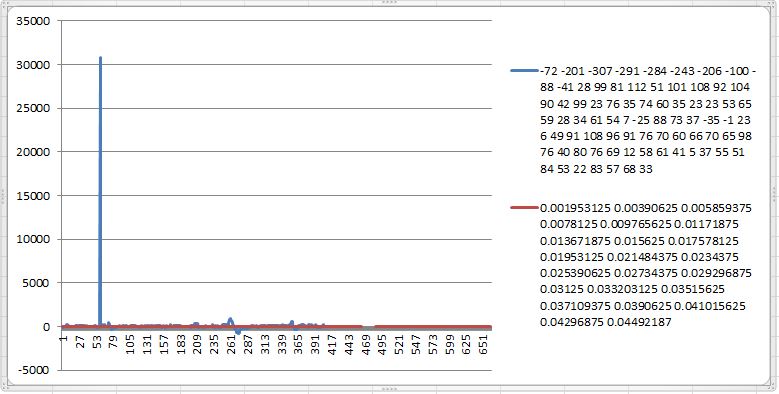 35000
30000
25000
20000
15000
10000
5000
0
-5000
1 27 53 79 105 131 157 183 209 235 261 287 313 339 365 391 417 443 469 495 521 547 573 599 625 651
-72 -201 -307 -291 -284 -243 -206 -100 -
88 -41 28 99 81 112 51 101 108 92 104
90 42 99 23 76 35 74 60 35 23 23 53 65
59 28 34 61 54 7 -25 88 73 37 -35 -1 23
6 49 91 108 96 91 76 70 60 66 70 65 98
76 40 80 76 69 12 58 61 41 5 37 55 51
84 53 22 83 57 68 33
0.001953125 0.00390625 0.005859375
0.0078125 0.009765625 0.01171875
0.013671875 0.015625 0.017578125
0.01953125 0.021484375 0.0234375
0.025390625 0.02734375 0.029296875
0.03125 0.033203125 0.03515625
0.037109375 0.0390625 0.041015625
0.04296875 0.04492187